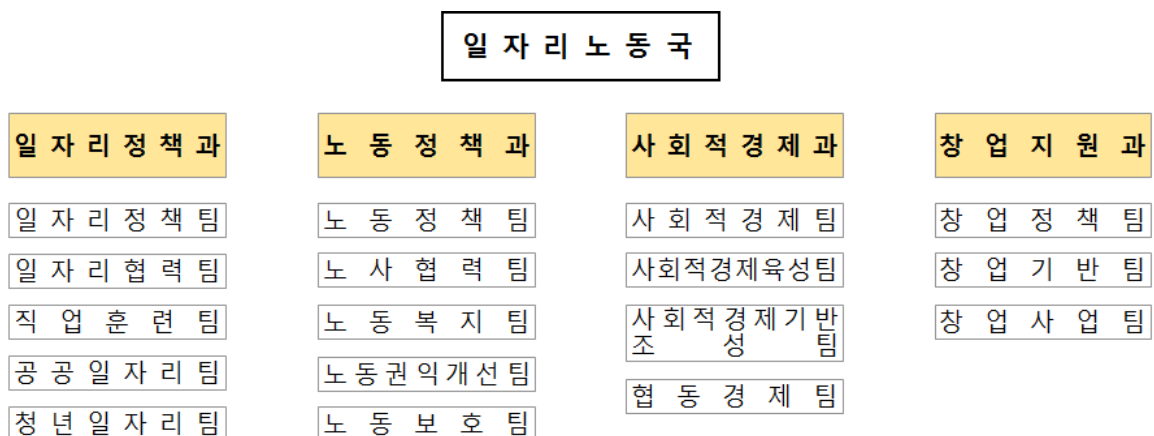 일자리노동국
일자리정책과
일자리정책팀
일자리협력팀
직업훈련팀
공공일자리팀
청년일자리팀
노동정책과
노동정책팀
노사협력팀
노동복지팀
노동권익개선팀
노동보호팀
사회적경제과
사회적경제팀
사회적경제육성팀
사회적경제기반
조성팀
협동경제팀
창업지원과
창업정책팀
창업기반팀
창업사업팀